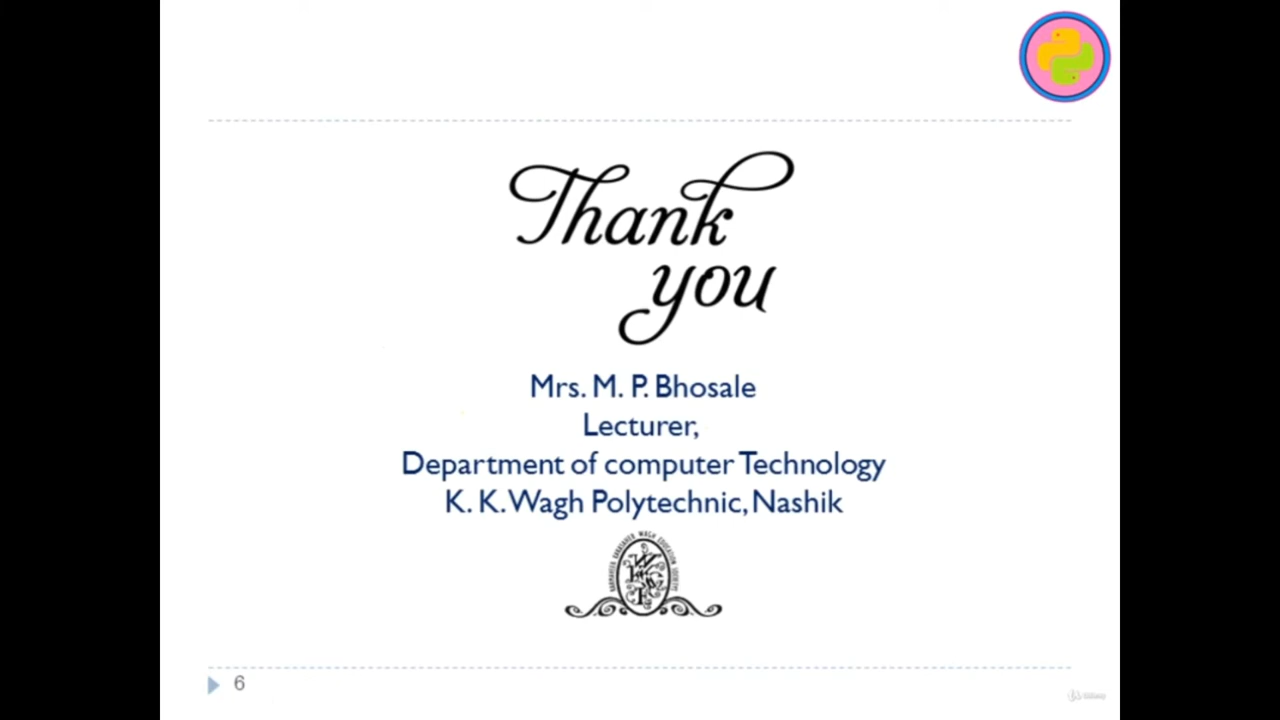 Thank
you
Mrs. M. P. Bhosale
Lecturer,
Department of computer Technology
K. K. Wagh Polytechnic, Nashik
6